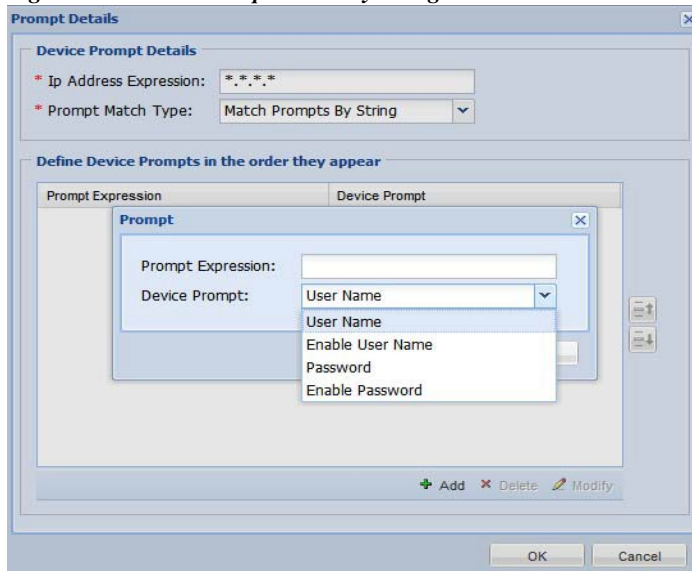 Prompt Details
Device Prompt Details
* Ip Address Expression: *.*.*.*
* Prompt Match Type: Match Prompts By String
Define Device Prompts in the order they appear
Prompt Expression Device Prompt
Prompt
Prompt Expression:
Device Prompt: User Name
User Name
Enable User Name
Password
Enable Password
Add Delete Modify
OK Cancel